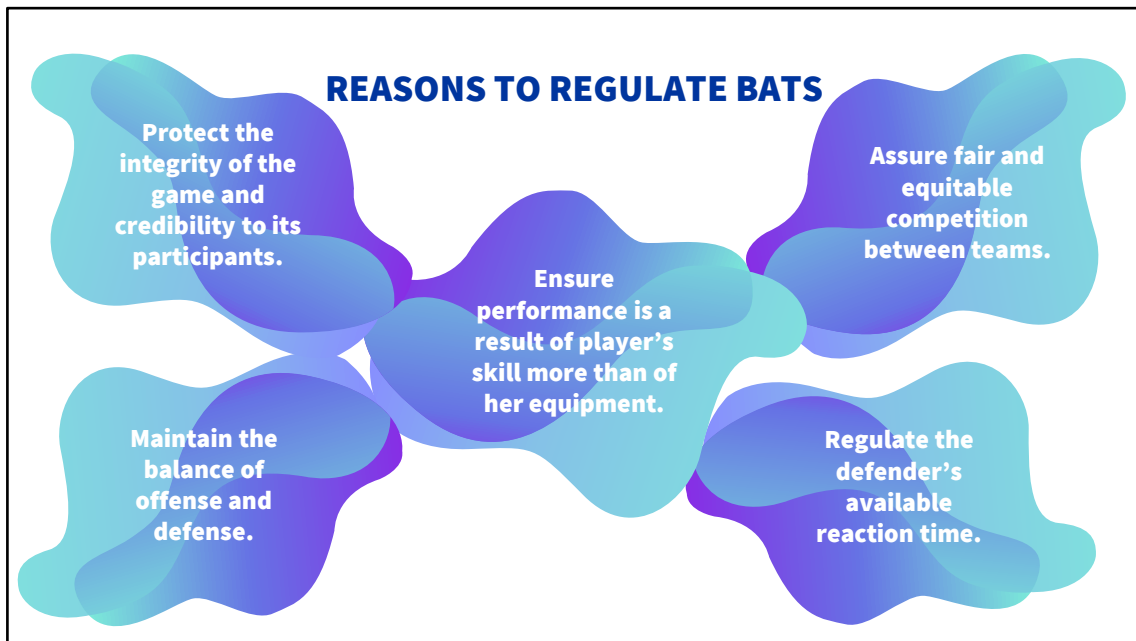 REASONS TO REGULATE BATS
Protect the
integrity of the
game and
credibility to its
participants.
Assure fair and
equitable
competition
between teams.
Ensure
performance is a
result of player’s
skill more than of
her equipment.
Maintain the
balance of
offense and
defense.
Regulate the
defender’s
available
reaction time.